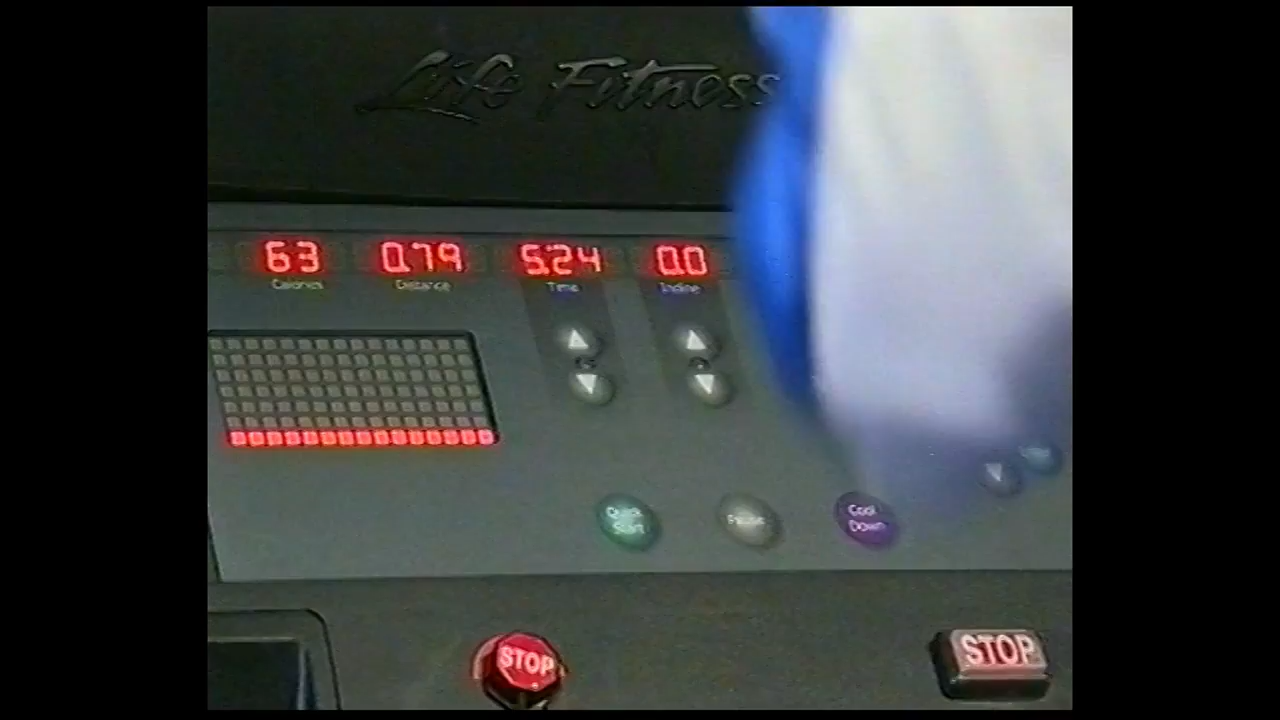 Life Fitness
63 0.79 5:24 0.0
Calories Distance Time Incline
Quick Start
Pause
Cool Down
STOP STOP